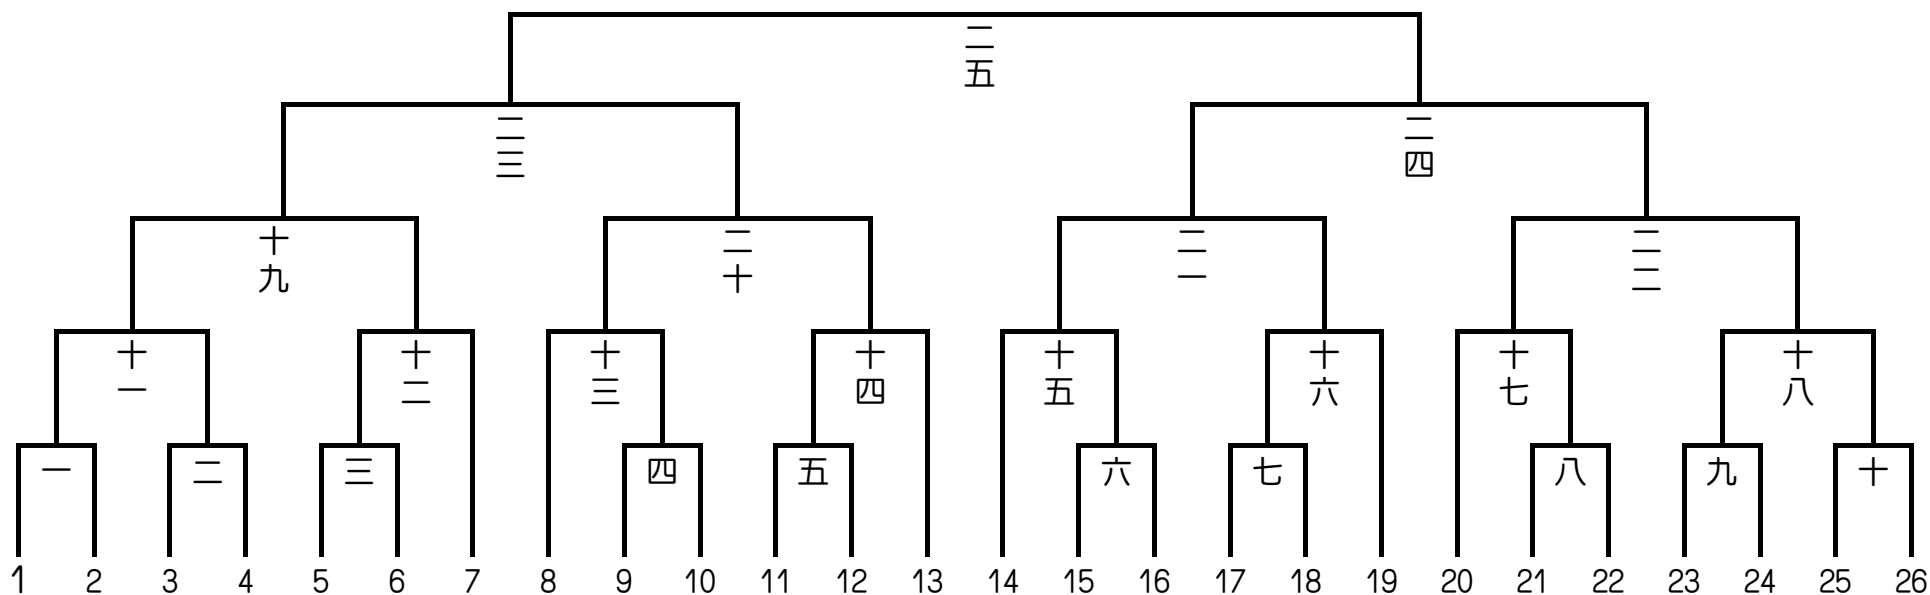 二五
二三
二四
十九
二十
二一
二二
十一
十二
十三
十四
十五
十六
十七
十八
一
二
三
四
五
六
七
八
九
十
1 2 3 4 5 6 7 8 9 10 11 12 13 14 15 16 17 18 19 20 21 22 23 24 25 26